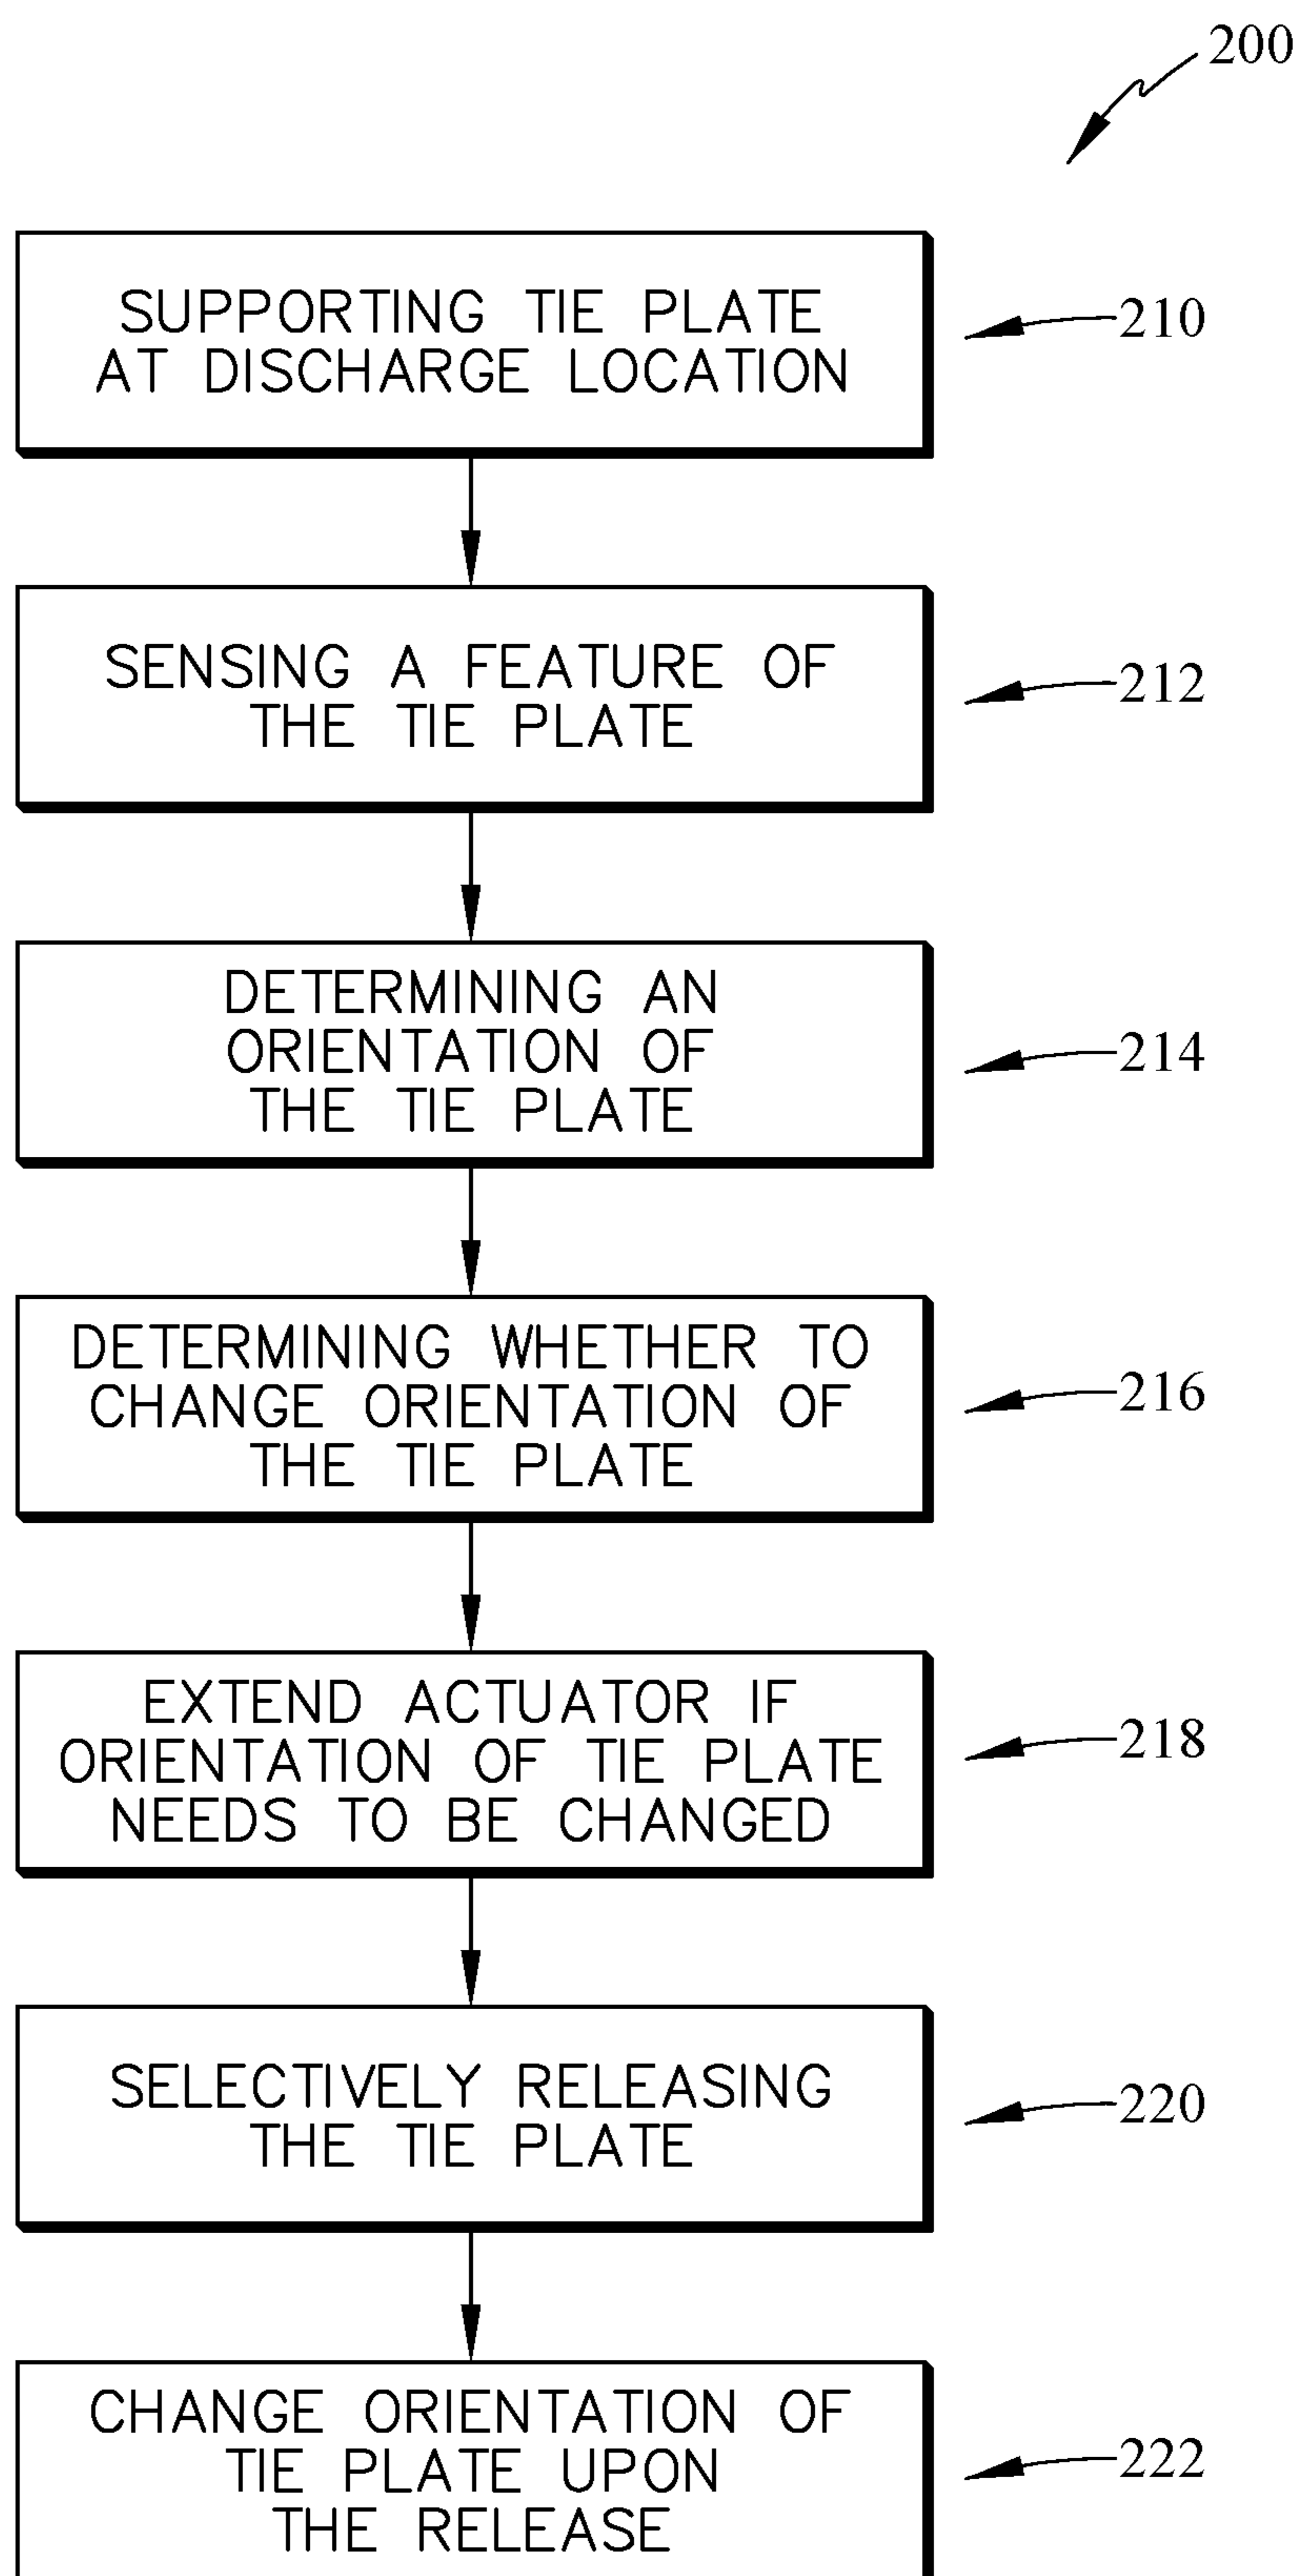 200
SUPPORTING TIE PLATE
AT DISCHARGE LOCATION
210
SENSING A FEATURE OF
THE TIE PLATE
212
DETERMINING AN
ORIENTATION OF
THE TIE PLATE
214
DETERMINING WHETHER TO
CHANGE ORIENTATION OF
THE TIE PLATE
216
EXTEND ACTUATOR IF
ORIENTATION OF TIE PLATE
NEEDS TO BE CHANGED
218
SELECTIVELY RELEASING
THE TIE PLATE
220
CHANGE ORIENTATION OF
TIE PLATE UPON
THE RELEASE
222